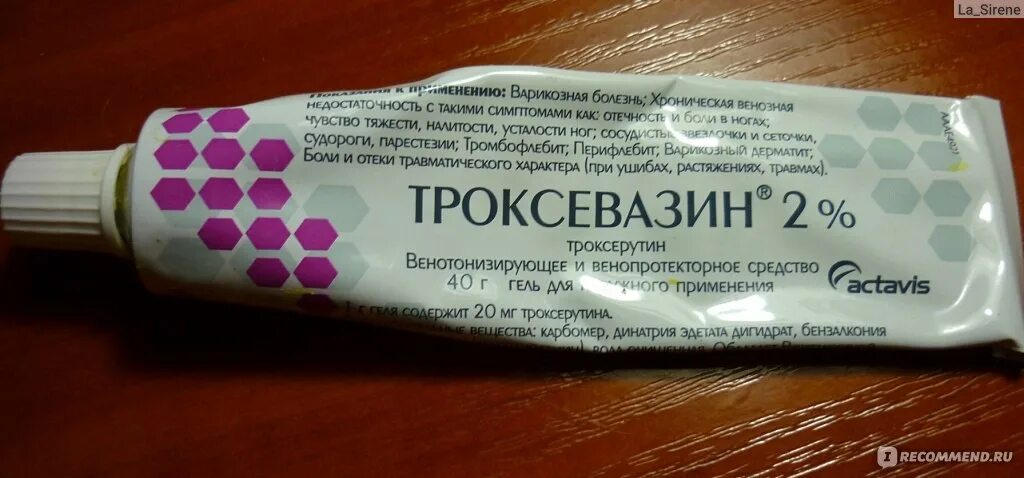 La_Sirene
Показания к применению: Варикозная болезнь; Хроническая венозная
недостаточность с такими симптомами как: отечность и боли в ногах;
чувство тяжести, налитости, усталости ног; сосудистые звездочки и сеточки,
судороги, парестезии; Тромбофлебит; Перифлебит; Варикозный дерматит;
Боли и отеки травматического характера (при ушибах, растяжениях, травмах).
ТРОКСЕВАЗИН® 2 %
троксерутин
Венотонизирующее и венопротекторное средство
40 г гель для наружного применения
actavis
1 г геля содержит 20 мг троксерутина.
вещества: карбомер, динатрия эдетата дигидрат, бензалкония
вода очищенная.
IRECOMMEND.RU